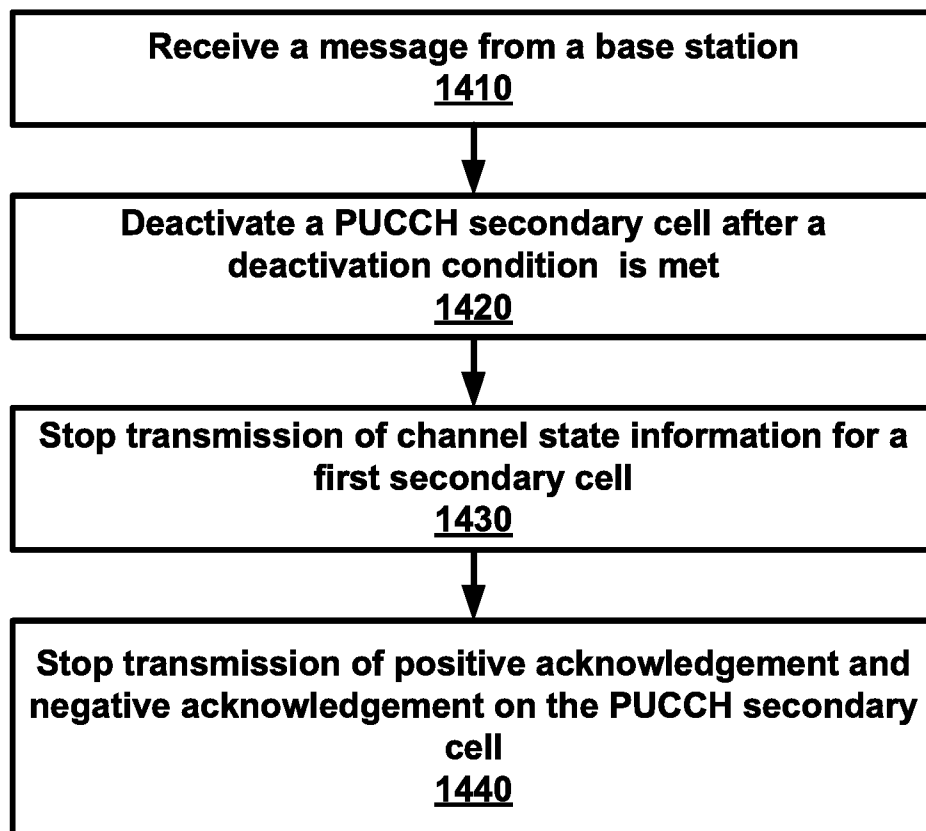 Receive a message from a base station
1410
Deactivate a PUCCH secondary cell after a
deactivation condition  is met
1420
Stop transmission of channel state information for a
first secondary cell
1430
Stop transmission of positive acknowledgement and
negative acknowledgement on the PUCCH secondary
cell
1440